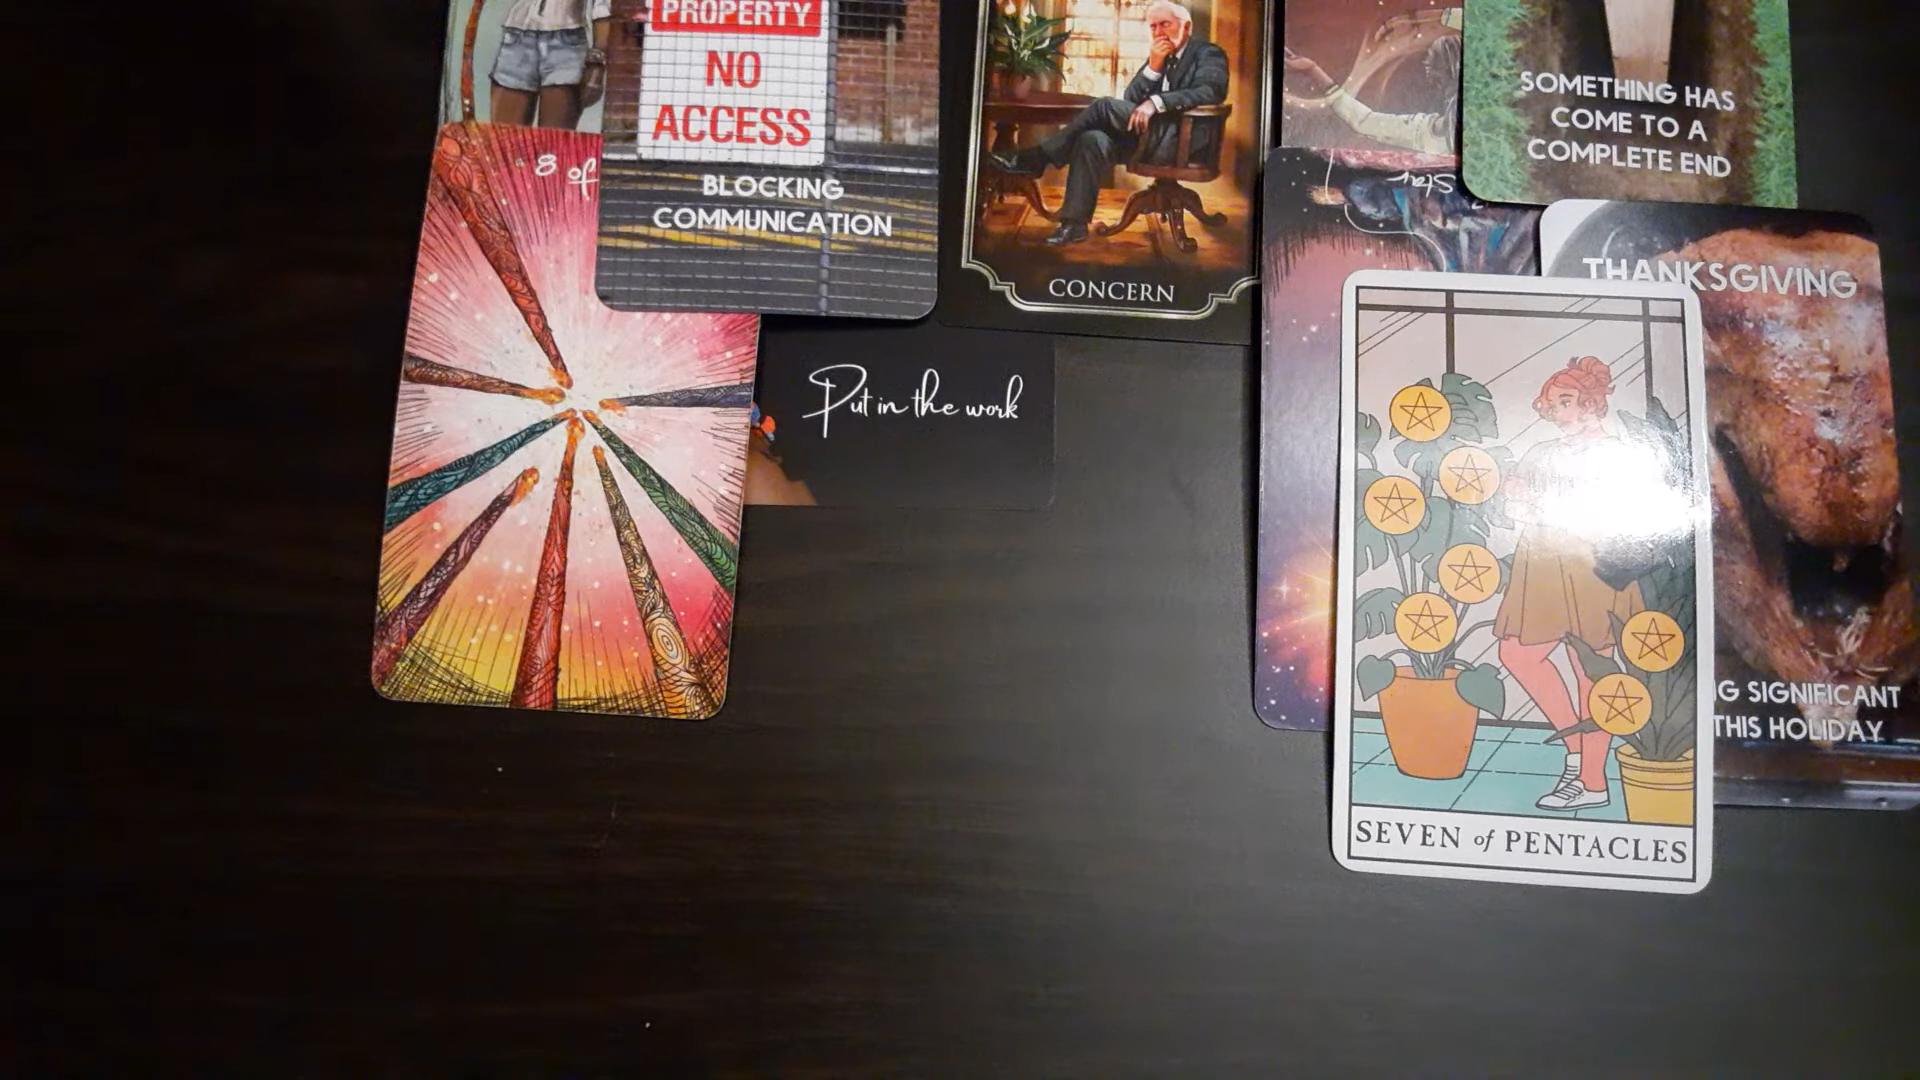 PROPERTY
NO
ACCESS
BLOCKING
COMMUNICATION
8 of
CONCERN
Put in the work
Star
SOMETHING HAS
COME TO A
COMPLETE END
THANKSGIVING
G SIGNIFICANT
THIS HOLIDAY
SEVEN of PENTACLES